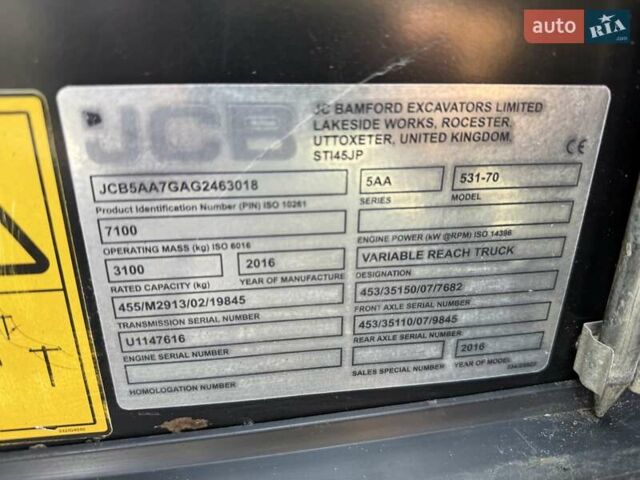 auto RIA.com
JCB
JC BAMFORD EXCAVATORS LIMITED
LAKESIDE WORKS, ROCESTER,
UTTOXETER, UNITED KINGDOM,
ST145JP
CE
JCB5AA7GAG2463018
Product Identification Number (PIN) ISO 10261
5AA
SERIES
531-70
MODEL
7100
OPERATING MASS (kg) ISO 6016
ENGINE POWER (kW @RPM) ISO 14396
3100
RATED CAPACITY (kg)
2016
YEAR OF MANUFACTURE
VARIABLE REACH TRUCK
DESIGNATION
455/M2913/02/19845
TRANSMISSION SERIAL NUMBER
453/35150/07/7682
FRONT AXLE SERIAL NUMBER
U1147616
ENGINE SERIAL NUMBER
453/35110/07/9845
REAR AXLE SERIAL NUMBER
HOMOLOGATION NUMBER
SALES SPECIAL NUMBER
2016
YEAR OF MODEL